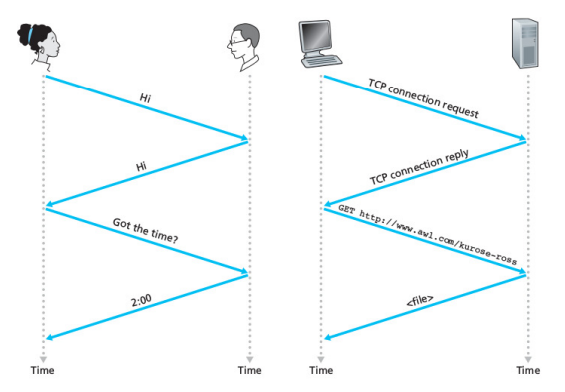 Hi
Hi
Got the time?
2:00
Time
Time
TCP connection request
TCP connection reply
GET http://www.awl.com/kurose-ross
<file>
Time
Time